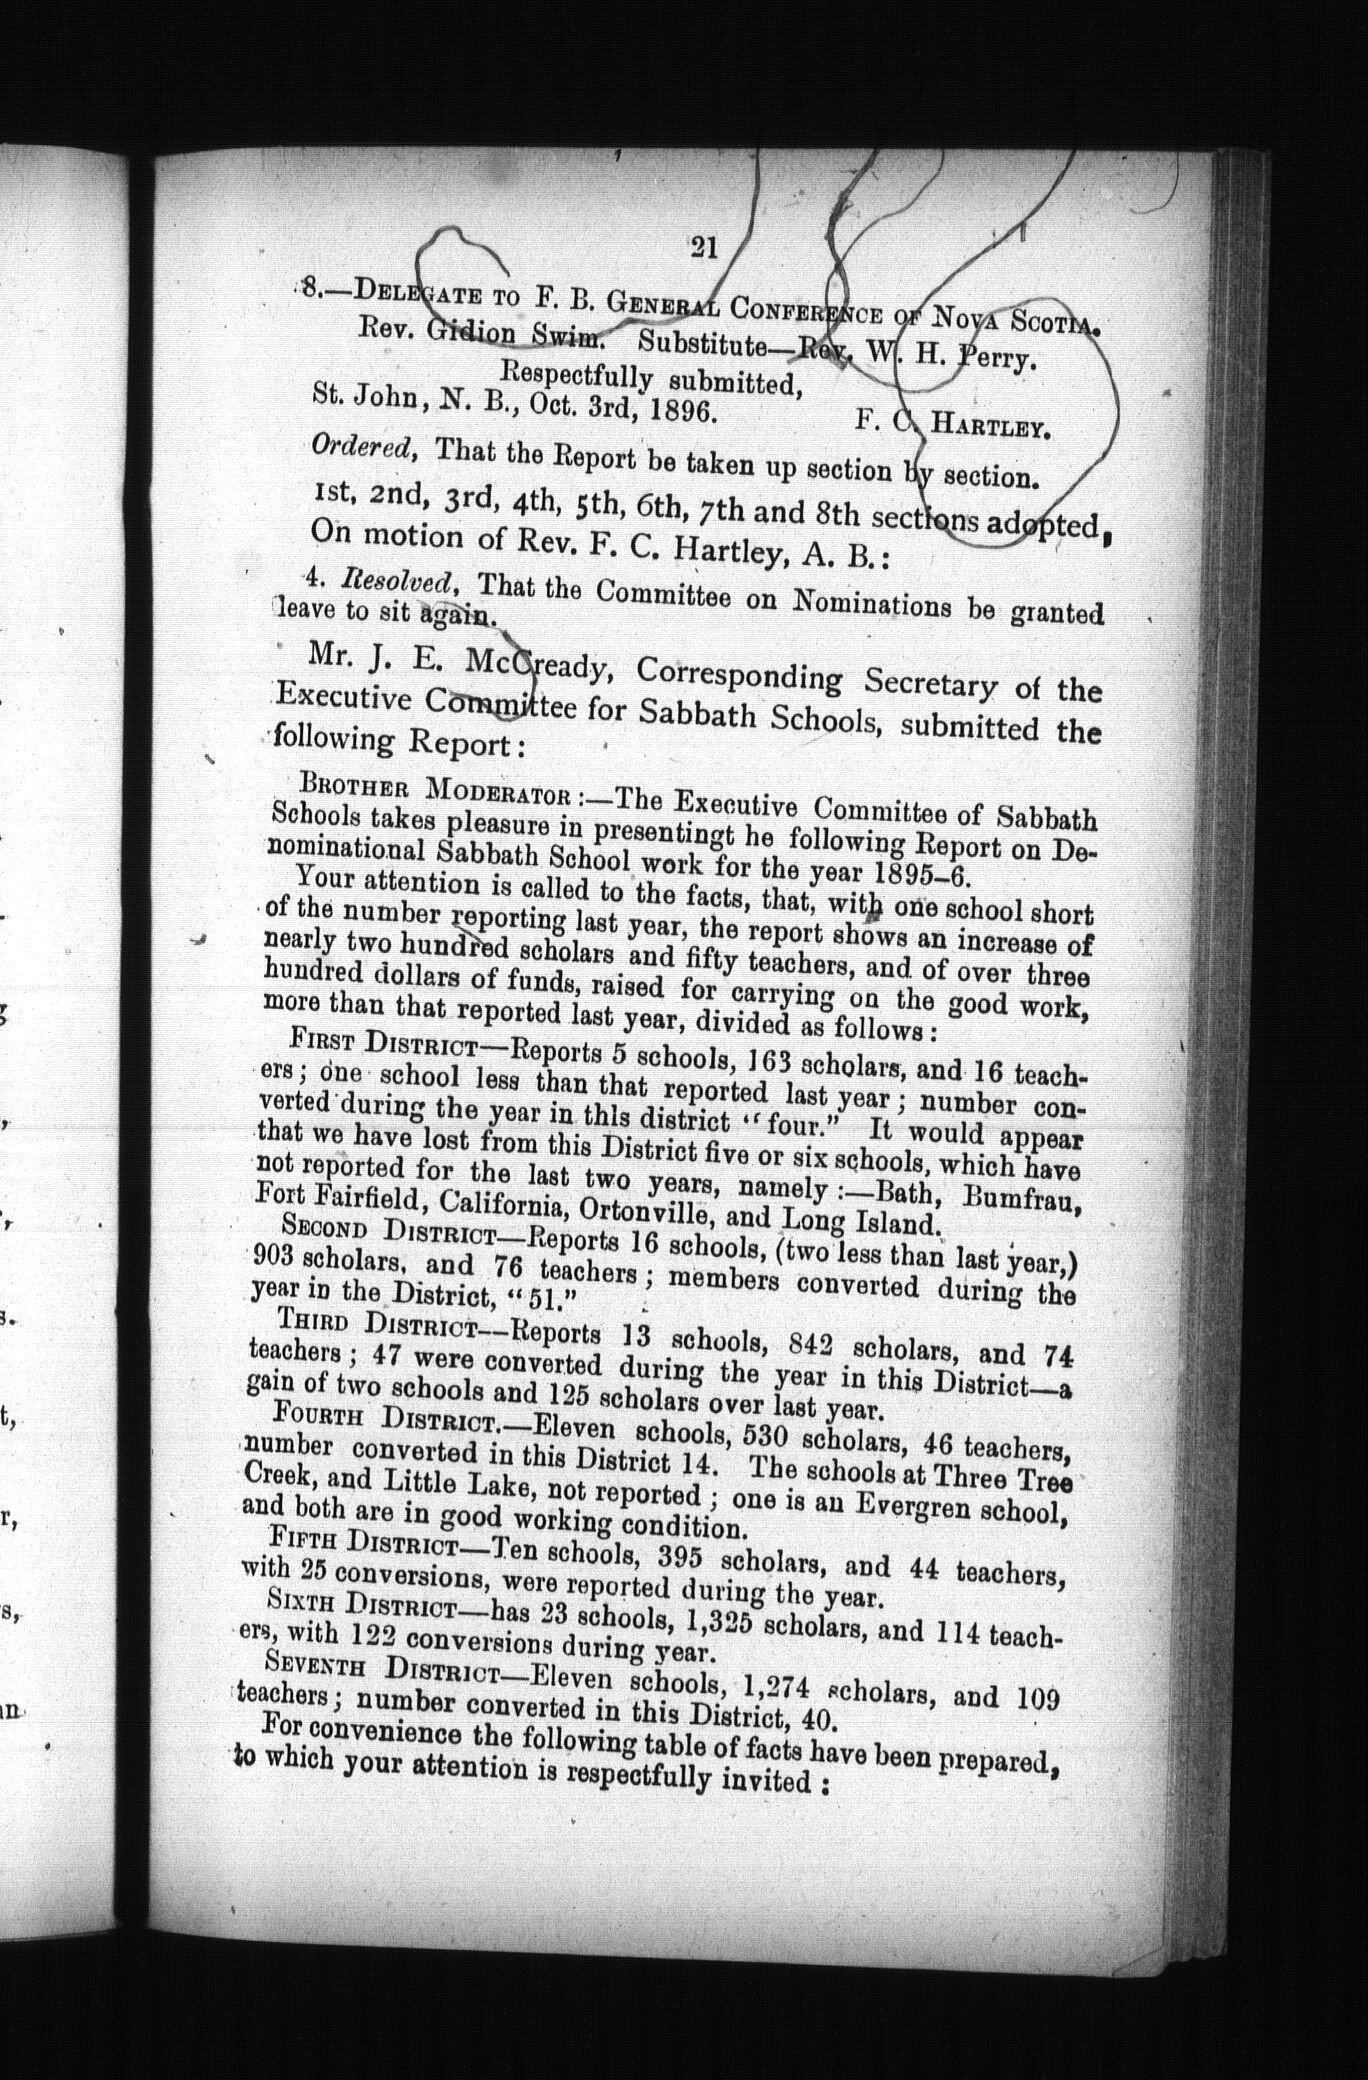 21
8.—DELEGATE TO F. B. GENERAL CONFERENCE OF NOVA SCOTIA.
Rev. Gidion Swim. Substitute—Rev. W. H. Perry.
Respectfully submitted,
St. John, N. B., Oct. 3rd, 1896. F. C. HARTLEY.
Ordered, That the Report be taken up section by section.
1st, 2nd, 3rd, 4th, 5th, 6th, 7th and 8th sections adopted,
On motion of Rev. F. C. Hartley, A. B.:
4. Resolved, That the Committee on Nominations be granted
leave to sit again.
Mr. J. E. McCready, Corresponding Secretary of the
Executive Committee for Sabbath Schools, submitted the
following Report:
BROTHER MODERATOR:—The Executive Committee of Sabbath
Schools takes pleasure in presentingt he following Report on De-
nominational Sabbath School work for the year 1895–6.
Your attention is called to the facts, that, with one school short
of the number reporting last year, the report shows an increase of
nearly two hundred scholars and fifty teachers, and of over three
hundred dollars of funds, raised for carrying on the good work,
more than that reported last year, divided as follows:
FIRST DISTRICT—Reports 5 schools, 163 scholars, and 16 teach-
ers; one school less than that reported last year; number con-
verted during the year in this district "four." It would appear
that we have lost from this District five or six schools, which have
not reported for the last two years, namely:—Bath, Bumfrau,
Fort Fairfield, California, Ortonville, and Long Island.
SECOND DISTRICT—Reports 16 schools, (two less than last year,)
903 scholars, and 76 teachers; members converted during the
year in the District, "51."
THIRD DISTRICT—Reports 13 schools, 842 scholars, and 74
teachers; 47 were converted during the year in this District—a
gain of two schools and 125 scholars over last year.
FOURTH DISTRICT.—Eleven schools, 530 scholars, 46 teachers,
number converted in this District 14. The schools at Three Tree
Creek, and Little Lake, not reported; one is an Evergren school,
and both are in good working condition.
FIFTH DISTRICT—Ten schools, 395 scholars, and 44 teachers,
with 25 conversions, were reported during the year.
SIXTH DISTRICT—has 23 schools, 1,325 scholars, and 114 teach-
ers, with 122 conversions during year.
SEVENTH DISTRICT—Eleven schools, 1,274 scholars, and 109
teachers; number converted in this District, 40.
For convenience the following table of facts have been prepared,
to which your attention is respectfully invited: